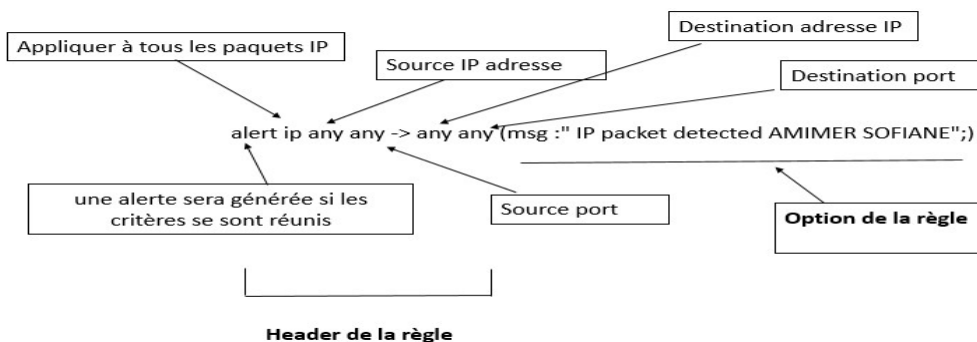 Destination adresse IP
Appliquer à tous les paquets IP
Source IP adresse
Destination port
alert ip any any -> any any (msg :" IP packet detected AMIMER SOFIANE";)
une alerte sera générée si les
critères se sont réunis
Source port
Option de la règle
Header de la règle